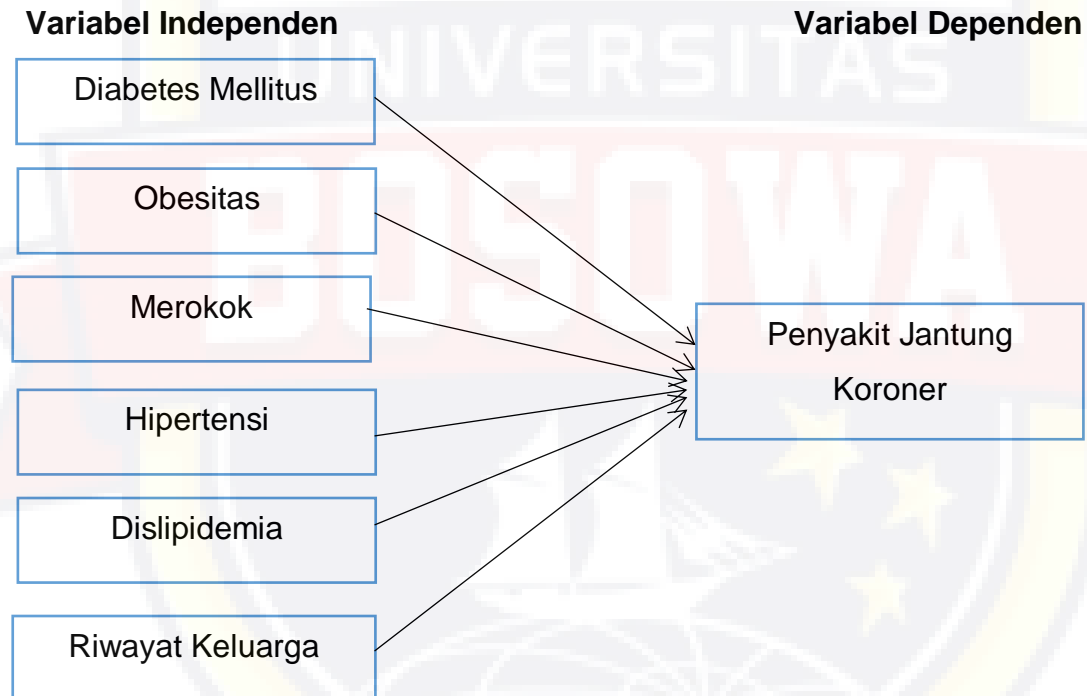 Variabel Independen
Variabel Dependen
UNIVERSITAS
BOSOWA
Diabetes Mellitus
Obesitas
Merokok
Hipertensi
Dislipidemia
Riwayat Keluarga
Penyakit Jantung
Koroner